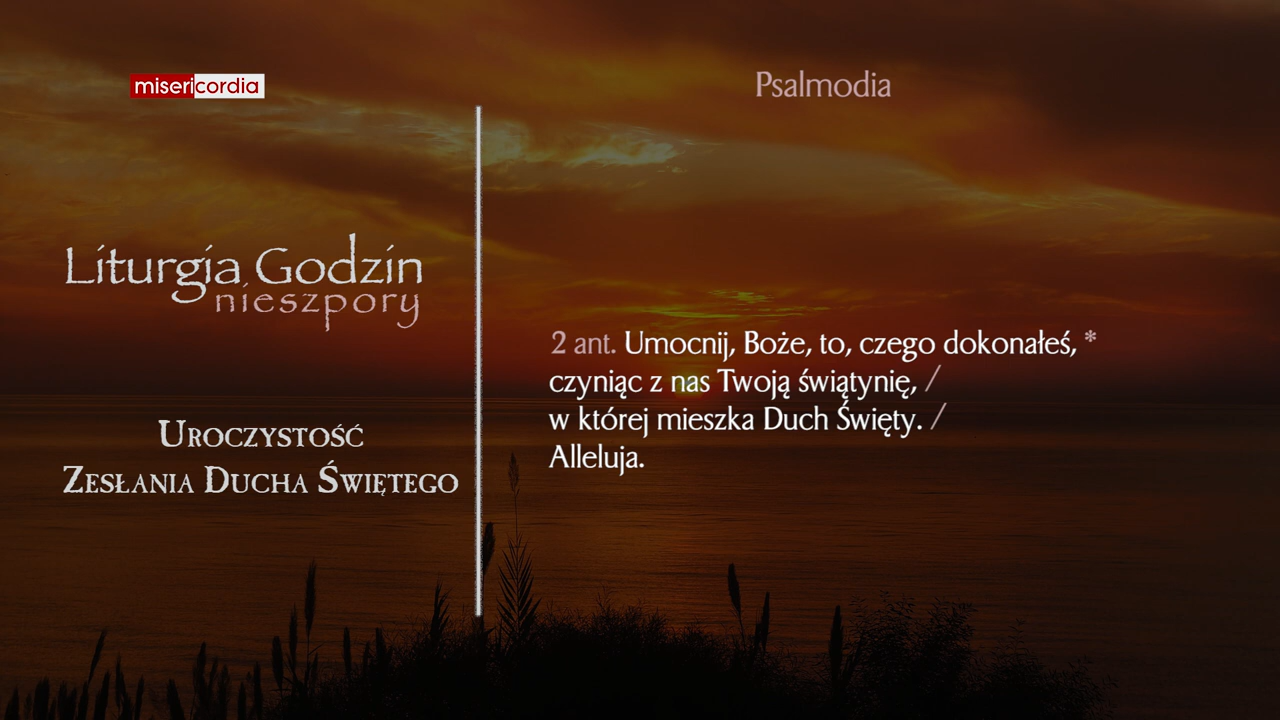 misericordia
Psalmodia
Liturgia Godzin
nieszpory
2 ant. Umocnij, Boże, to, czego dokonałeś, *
czyniąc z nas Twoją świątynię, /
w której mieszka Duch Święty. /
Alleluja.
Uroczystość
Zesłania Ducha Świętego